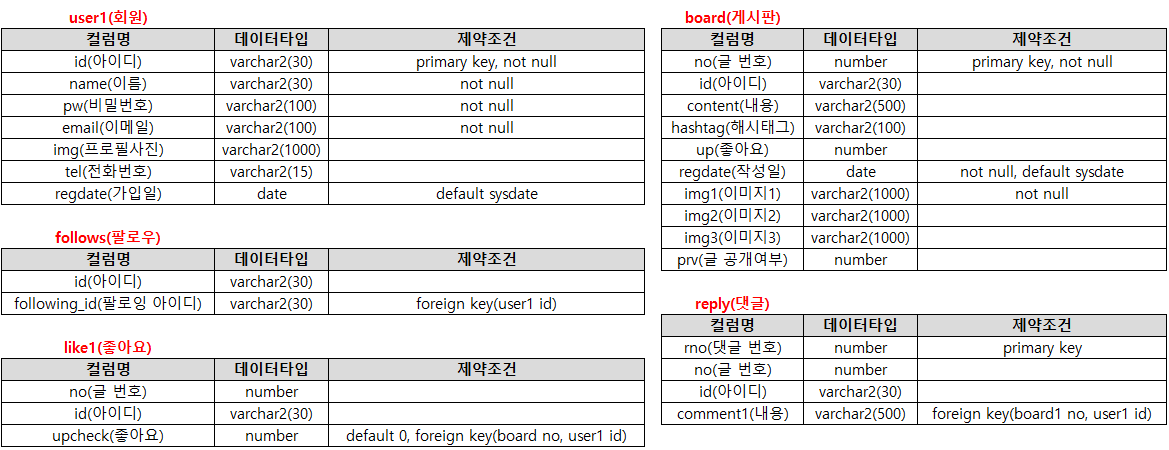 user1(회원)
컬럼명 데이터타입 제약조건
id(아이디) varchar2(30) primary key, not null
name(이름) varchar2(30) not null
pw(비밀번호) varchar2(100) not null
email(이메일) varchar2(100) not null
img(프로필사진) varchar2(1000)
tel(전화번호) varchar2(15)
regdate(가입일) date default sysdate
follows(팔로우)
컬럼명 데이터타입 제약조건
id(아이디) varchar2(30)
following_id(팔로잉 아이디) varchar2(30) foreign key(user1 id)
like1(좋아요)
컬럼명 데이터타입 제약조건
no(글 번호) number
id(아이디) varchar2(30)
upcheck(좋아요) number default 0, foreign key(board no, user1 id)
board(게시판)
컬럼명 데이터타입 제약조건
no(글 번호) number primary key, not null
id(아이디) varchar2(30)
content(내용) varchar2(500)
hashtag(해시태그) varchar2(100)
up(좋아요) number
regdate(작성일) date not null, default sysdate
img1(이미지1) varchar2(1000) not null
img2(이미지2) varchar2(1000)
img3(이미지3) varchar2(1000)
prv(글 공개여부) number
reply(댓글)
컬럼명 데이터타입 제약조건
rno(댓글 번호) number primary key
no(글 번호) number
id(아이디) varchar2(30)
comment1(내용) varchar2(500) foreign key(board1 no, user1 id)